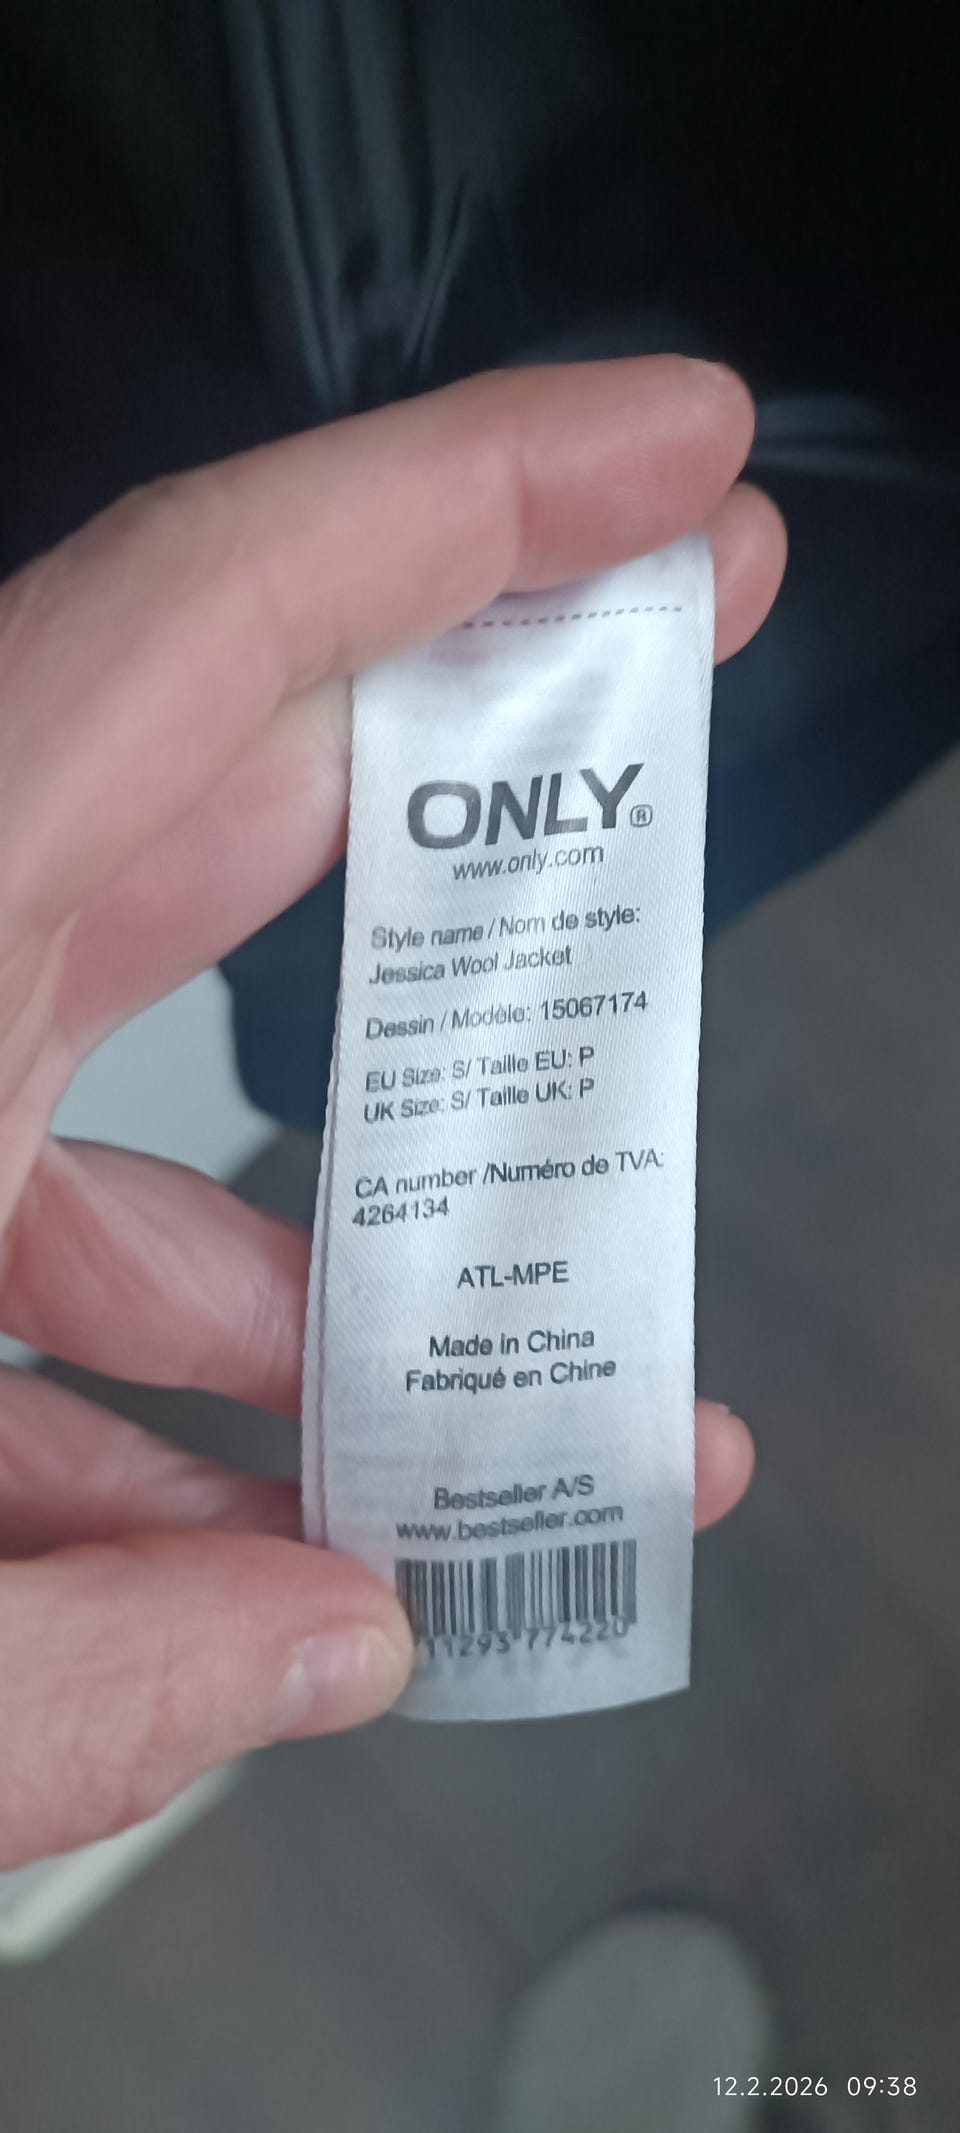 ONLY®
www.only.com
Style name / Nom de style:
Jessica Wool Jacket
Dessin / Modèle: 15067174
EU Size: S/ Taille EU: P
UK Size: S/ Taille UK: P
CA number /Numéro de TVA:
4264134
ATL-MPE
Made in China
Fabriqué en Chine
Bestseller A/S
www.bestseller.com
11293 774220
12.2.2026 09:38